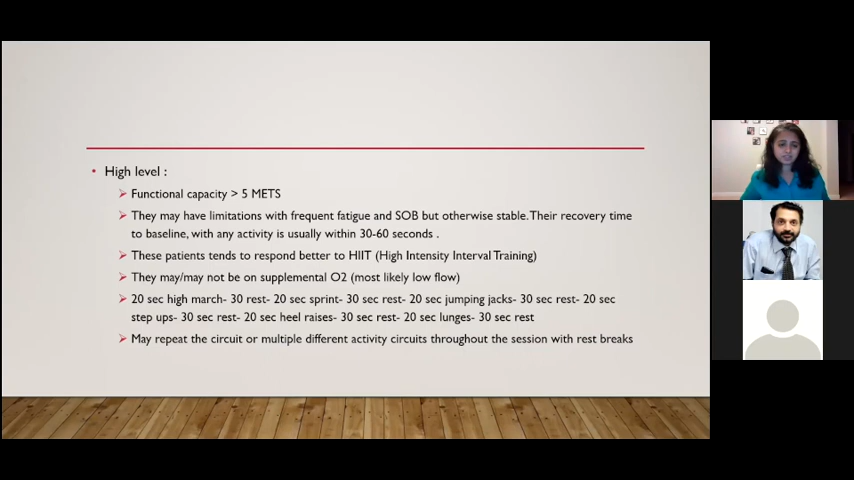 High level :
Functional capacity > 5 METS
They may have limitations with frequent fatigue and SOB but otherwise stable. Their recovery time
to baseline, with any activity is usually within 30-60 seconds .
These patients tends to respond better to HIIT (High Intensity Interval Training)
They may/may not be on supplemental O2 (most likely low flow)
20 sec high march- 30 rest- 20 sec sprint- 30 sec rest- 20 sec jumping jacks- 30 sec rest- 20 sec
step ups- 30 sec rest- 20 sec heel raises- 30 sec rest- 20 sec lunges- 30 sec rest
May repeat the circuit or multiple different activity circuits throughout the session with rest breaks